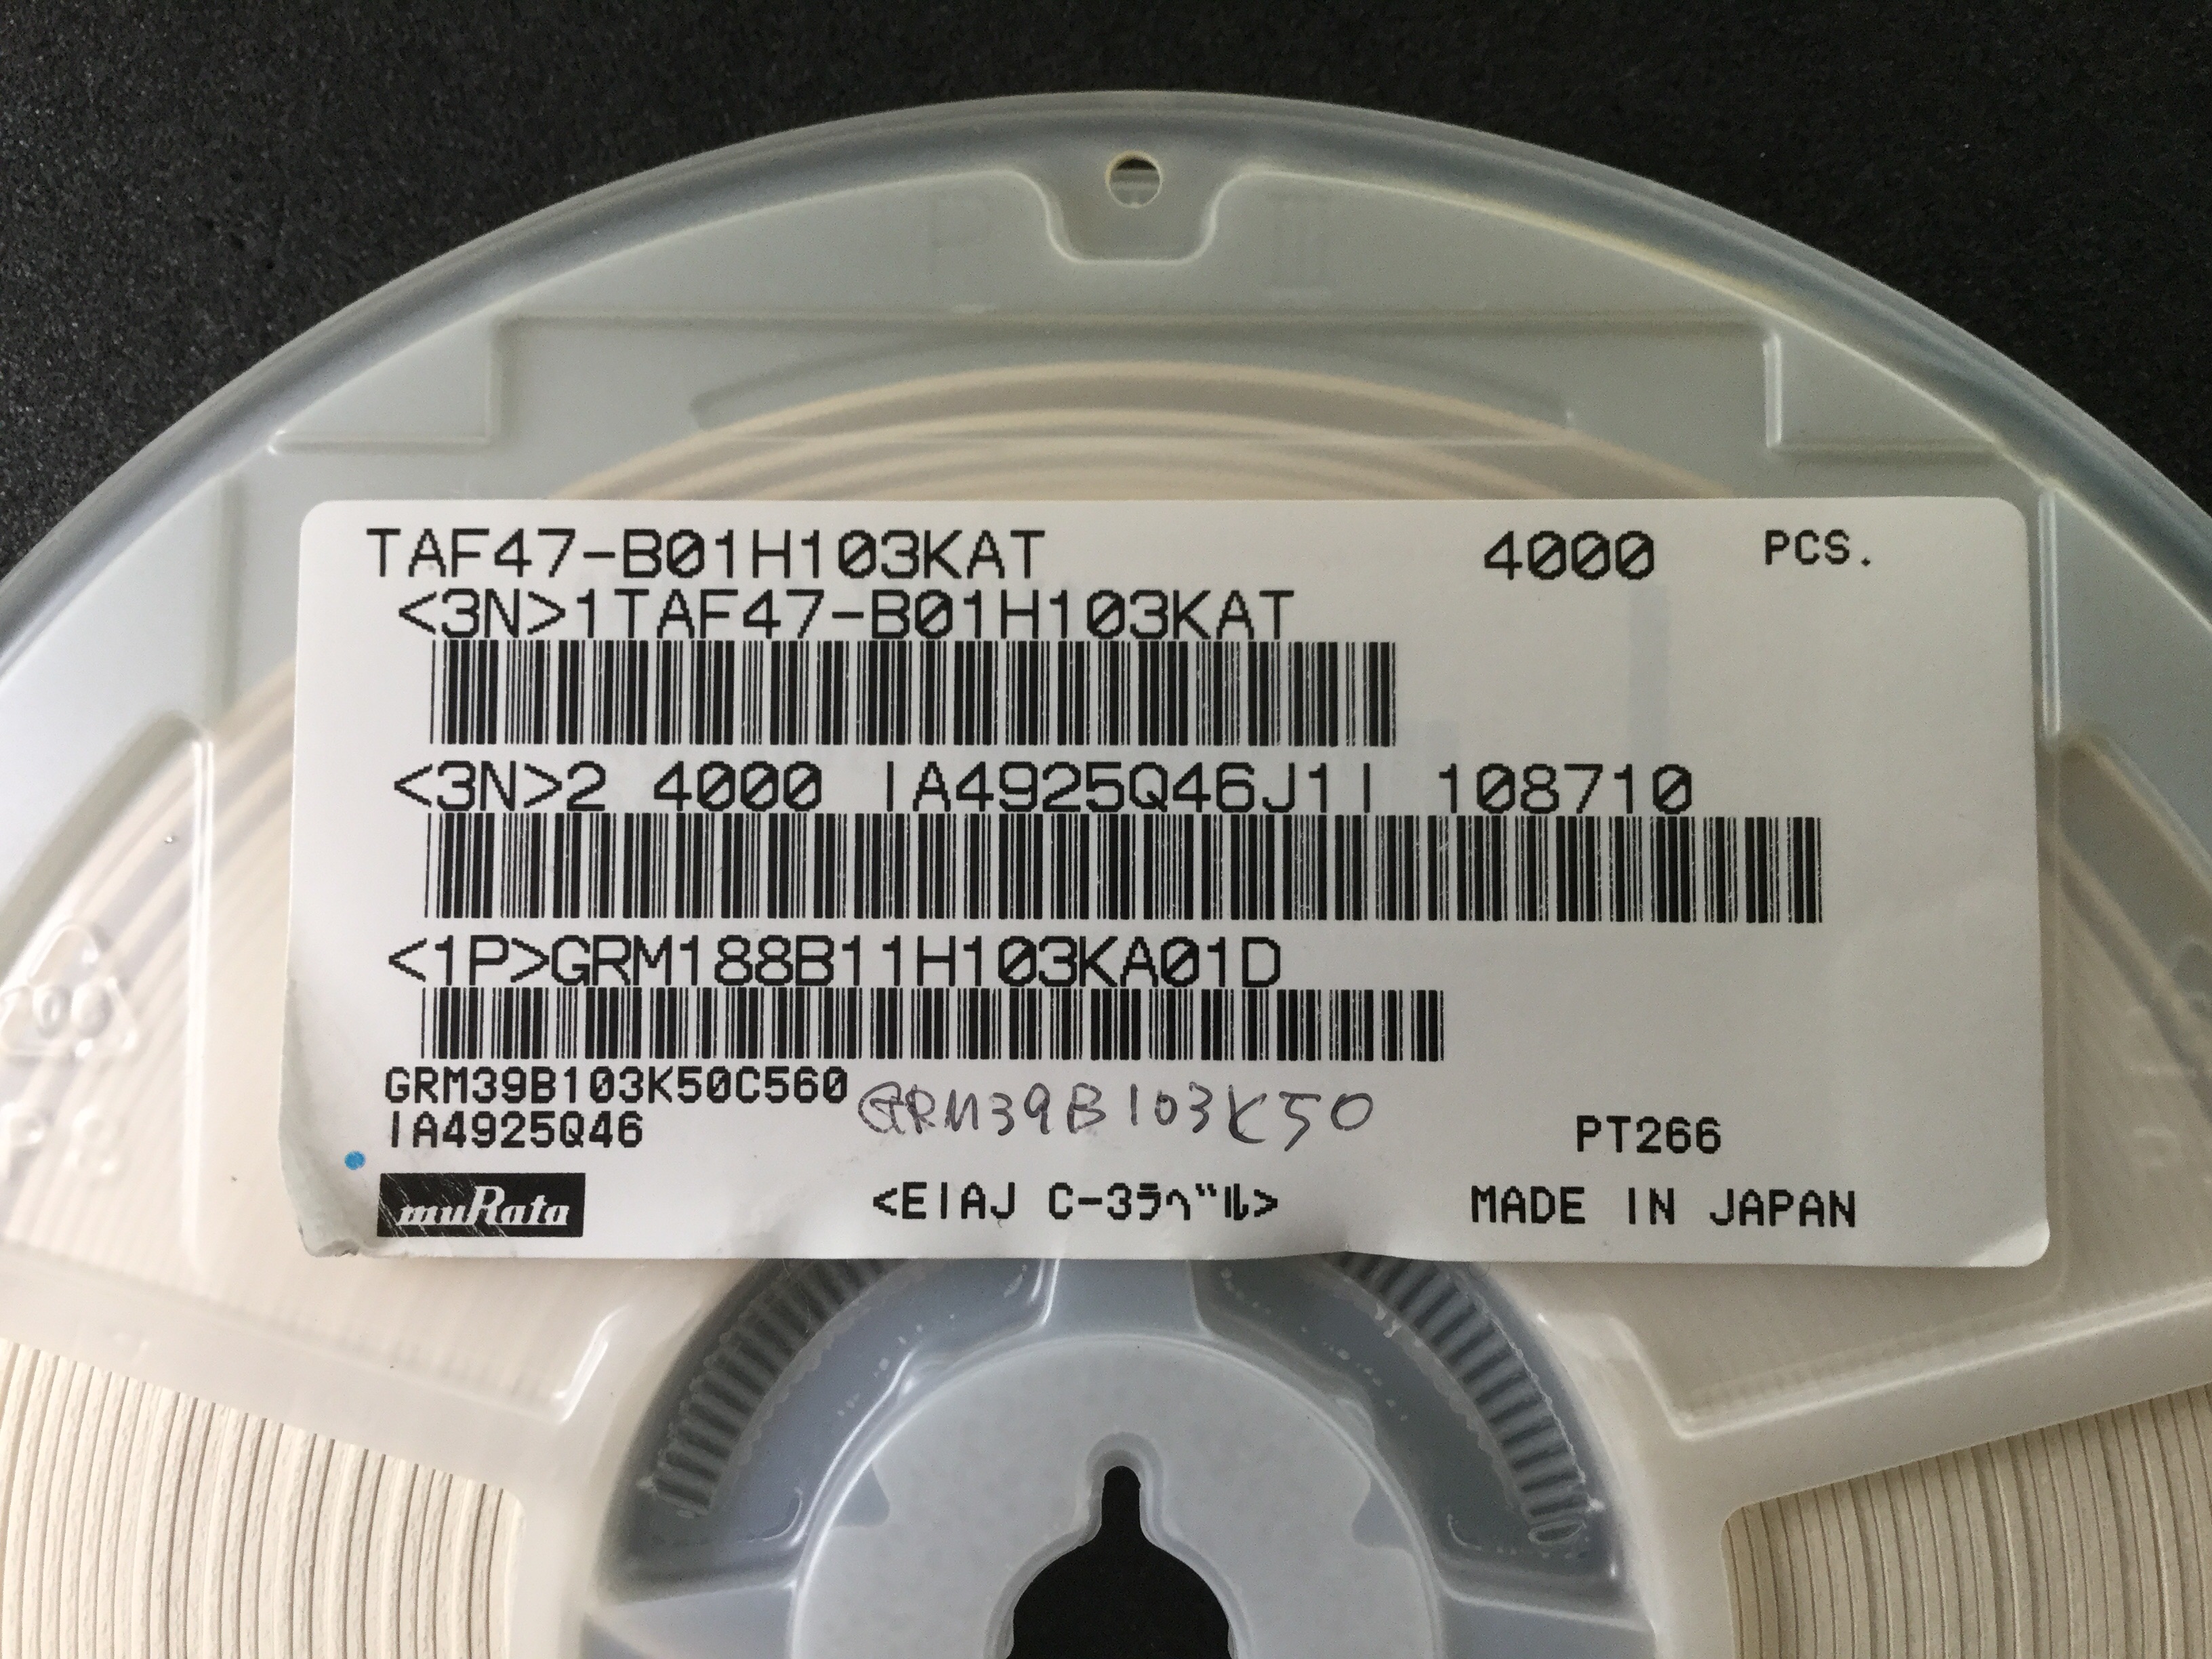 TAF47-B01H103KAT 4000 PCS.
<3N>1TAF47-B01H103KAT
<3N>2 4000 IA4925Q46J1I 108710
<1P>GRM188B11H103KA01D
GRM39B103K50C560
GRM39B103K50
IA4925Q46
PT266
muRata
<EIAJ C-3ﾗﾍﾞﾙ>
MADE IN JAPAN